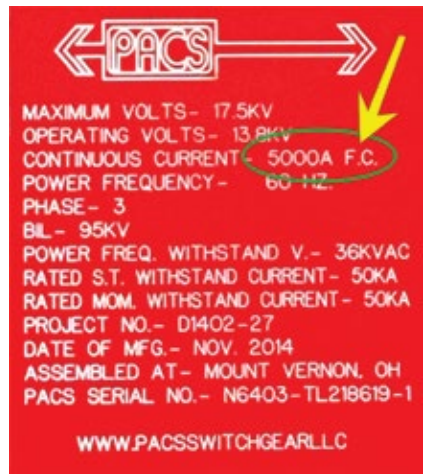 PACS
MAXIMUM VOLTS- 17.5KV
OPERATING VOLTS- 13.8KV
CONTINUOUS CURRENT- 5000A F.C.
POWER FREQUENCY- 60 HZ.
PHASE- 3
BIL- 95KV
POWER FREQ. WITHSTAND V.- 36KVAC
RATED S.T. WITHSTAND CURRENT- 50KA
RATED MOM. WITHSTAND CURRENT- 50KA
PROJECT NO.- D1402-27
DATE OF MFG.- NOV. 2014
ASSEMBLED AT- MOUNT VERNON, OH
PACS SERIAL NO.- N6403-TL218619-1
WWW.PACSSWITCHGEARLLC